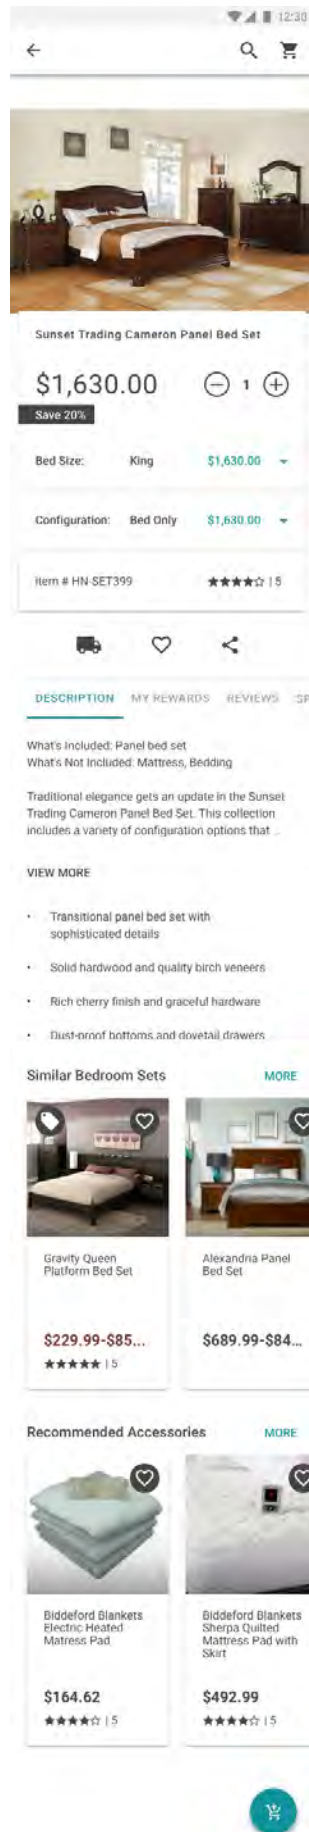 12:30
Sunset Trading Cameron Panel Bed Set
$1,630.00 1
Save 20%
Bed Size: King $1,630.00
Configuration: Bed Only $1,630.00
Item # HN-SET399 | 5
DESCRIPTION MY REWARDS REVIEWS SP
What's Included: Panel bed set
What's Not Included: Mattress, Bedding
Traditional elegance gets an update in the Sunset
Trading Cameron Panel Bed Set. This collection
includes a variety of configuration options that ...
VIEW MORE
• Transitional panel bed set with
sophisticated details
• Solid hardwood and quality birch veneers
• Rich cherry finish and graceful hardware
• Dust-proof bottoms and dovetail drawers
Similar Bedroom Sets MORE
Gravity Queen
Platform Bed Set
$229.99-$85...
★★★★★ | 5
Alexandria Panel
Bed Set
$689.99-$84...
Recommended Accessories MORE
Biddeford Blankets
Electric Heated
Matress Pad
$164.62
★★★★☆ | 5
Biddeford Blankets
Sherpa Quilted
Mattress Pad with
Skirt
$492.99
★★★★☆ | 5